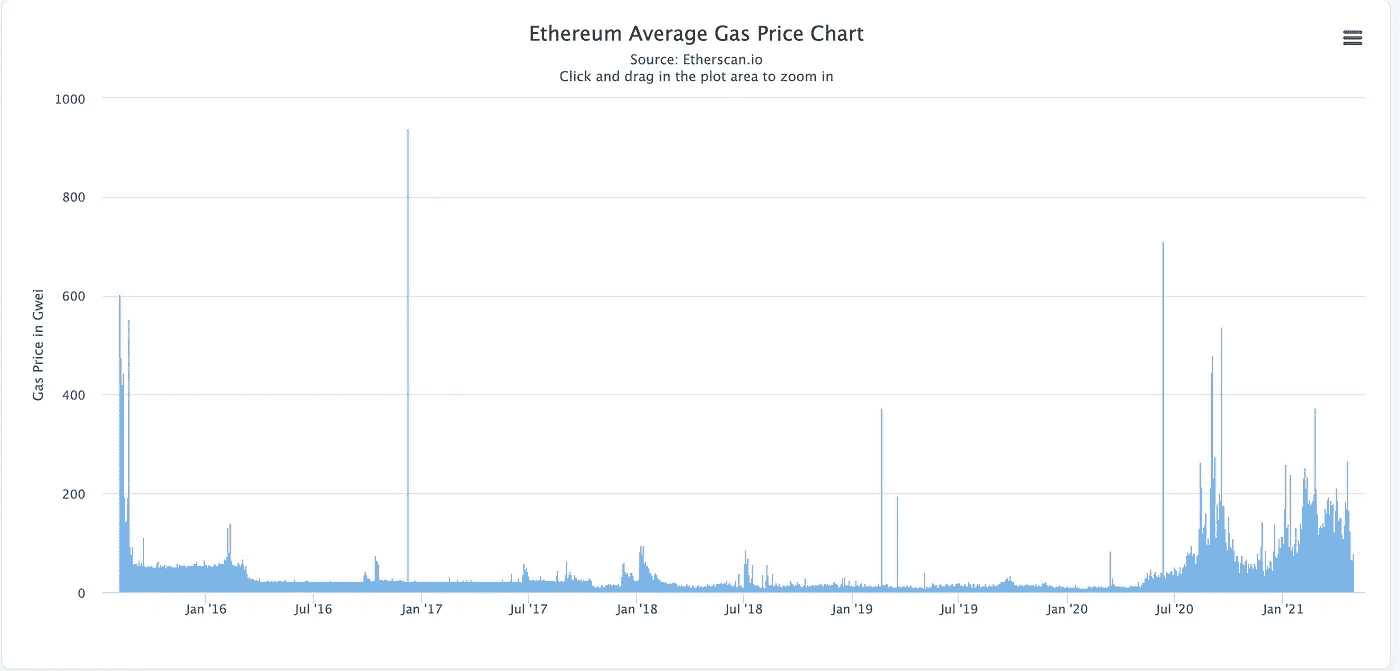 Ethereum Average Gas Price Chart
Source: Etherscan.io
Click and drag in the plot area to zoom in
Gas Price in Gwei
1000
800
600
400
200
0
Jan '16
Jul '16
Jan '17
Jul '17
Jan '18
Jul '18
Jan '19
Jul '19
Jan '20
Jul '20
Jan '21